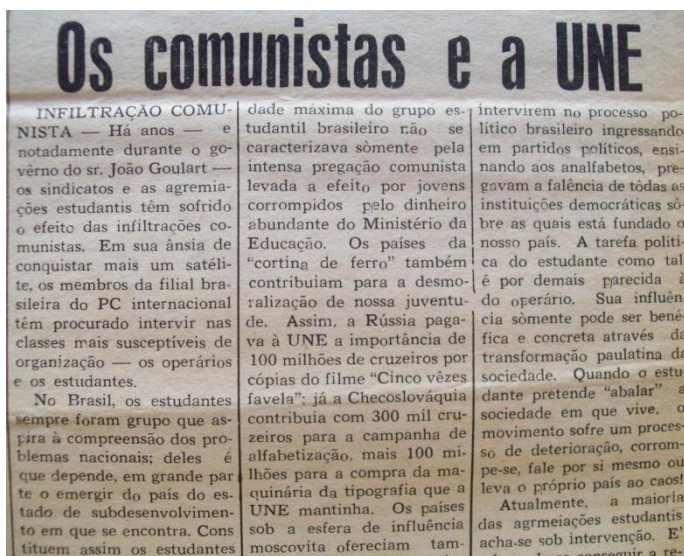 Os comunistas e a UNE
INFILTRAÇÃO COMU-
NISTA — Há anos — e
notadamente durante o go-
vêrno do sr. João Goulart —
os sindicatos e as agremia-
ções estudantis têm sofrido
o efeito das infiltrações co-
munistas. Em sua ânsia de
conquistar mais um satéli-
te, os membros da filial bra-
sileira do PC internacional
têm procurado intervir nas
classes mais susceptíveis de
organização — os operários
e os estudantes.
No Brasil, os estudantes
sempre foram grupo que as-
pira à compreensão dos pro-
blemas nacionais; deles é
que depende, em grande par
te o emergir do país do es-
tado de subdesenvolvimen-
to em que se encontra. Cons
tituem assim os estudantes
dade máxima do grupo es-
tudantil brasileiro não se
caracterizava sòmente pela
intensa pregação comunista
levada a efeito por jovens
corrompidos pelo dinheiro
abundante do Ministério da
Educação. Os países da
"cortina de ferro" também
contribuiam para a desmo-
ralização de nossa juventu-
de. Assim, a Rússia paga-
va à UNE a importância de
100 milhões de cruzeiros por
cópias do filme "Cinco vêzes
favela"; já a Checoslováquia
contribuia com 300 mil cru-
zeiros para a campanha de
alfabetização, mais 100 mi-
lhões para a compra da ma-
quinária da tipografia que a
UNE mantinha. Os países
sob a esfera de influência
moscovita ofereciam tam-
intervirem no processo po-
lítico brasileiro ingressando
em partidos políticos, ensi-
nando aos analfabetos, pre-
gavam a falência de tôdas as
instituições democráticas sô-
bre as quais está fundado o
nosso país. A tarefa políti-
ca do estudante como tal
é por demais parecida à
do operário. Sua influên
cia sòmente pode ser bené-
fica e concreta através da
transformação paulatina da
sociedade. Quando o estu
dante pretende "abalar" a
sociedade em que vive, o
movimento sofre um proces-
so de deterioração, corrom-
pe-se, fale por si mesmo ou
leva o próprio país ao caos!
Atualmente, a maioria
das agrmeiações estudantis
acha-se sob intervenção. E'
conseguir a re-